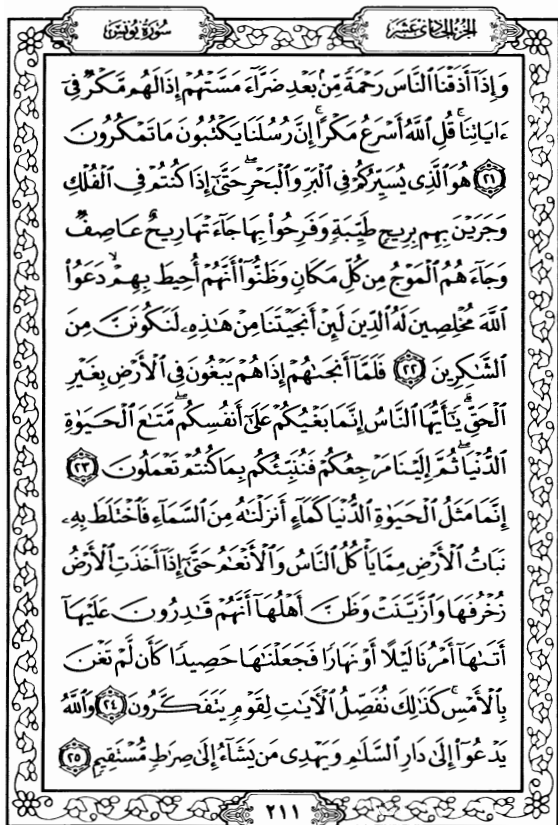 الجزء الحادي عشر
سورة يونس
وَإِذَآ أَذَقْنَا ٱلنَّاسَ رَحْمَةً مِّنۢ بَعْدِ ضَرَّآءَ مَسَّتْهُمْ إِذَا لَهُم مَّكْرٌ فِىٓ
ءَايَاتِنَا ۚ قُلِ ٱللَّهُ أَسْرَعُ مَكْرًا ۚ إِنَّ رُسُلَنَا يَكْتُبُونَ مَا تَمْكُرُونَ
٢١ هُوَ ٱلَّذِى يُسَيِّرُكُمْ فِى ٱلْبَرِّ وَٱلْبَحْرِ ۖ حَتَّىٰٓ إِذَا كُنتُمْ فِى ٱلْفُلْكِ
وَجَرَيْنَ بِهِم بِرِيحٍ طَيِّبَةٍ وَفَرِحُوا۟ بِهَا جَآءَتْهَا رِيحٌ عَاصِفٌ
وَجَآءَهُمُ ٱلْمَوْجُ مِن كُلِّ مَكَانٍ وَظَنُّوٓا۟ أَنَّهُمْ أُحِيطَ بِهِمْ ۙ دَعَوُا۟
ٱللَّهَ مُخْلِصِينَ لَهُ ٱلدِّينَ لَئِنْ أَنجَيْتَنَا مِنْ هَٰذِهِۦ لَنَكُونَنَّ مِنَ
ٱلشَّٰكِرِينَ ٢٢ فَلَمَّآ أَنجَىٰهُمْ إِذَا هُمْ يَبْغُونَ فِى ٱلْأَرْضِ بِغَيْرِ
ٱلْحَقِّ ۗ يَٰٓأَيُّهَا ٱلنَّاسُ إِنَّمَا بَغْيُكُمْ عَلَىٰٓ أَنفُسِكُم ۖ مَّتَٰعَ ٱلْحَيَوٰةِ
ٱلدُّنْيَا ۖ ثُمَّ إِلَيْنَا مَرْجِعُكُمْ فَنُنَبِّئُكُم بِمَا كُنتُمْ تَعْمَلُونَ ٢٣
إِنَّمَا مَثَلُ ٱلْحَيَوٰةِ ٱلدُّنْيَا كَمَآءٍ أَنزَلْنَٰهُ مِنَ ٱلسَّمَآءِ فَٱخْتَلَطَ بِهِۦ
نَبَاتُ ٱلْأَرْضِ مِمَّا يَأْكُلُ ٱلنَّاسُ وَٱلْأَنْعَٰمُ حَتَّىٰٓ إِذَآ أَخَذَتِ ٱلْأَرْضُ
زُخْرُفَهَا وَٱزَّيَّنَتْ وَظَنَّ أَهْلُهَآ أَنَّهُمْ قَٰدِرُونَ عَلَيْهَآ
أَتَىٰهَآ أَمْرُنَا لَيْلًا أَوْ نَهَارًا فَجَعَلْنَٰهَا حَصِيدًا كَأَن لَّمْ تَغْنَ
بِٱلْأَمْسِ ۚ كَذَٰلِكَ نُفَصِّلُ ٱلْءَايَٰتِ لِقَوْمٍ يَتَفَكَّرُونَ ٢٤ وَٱللَّهُ
يَدْعُوٓا۟ إِلَىٰ دَارِ ٱلسَّلَٰمِ وَيَهْدِى مَن يَشَآءُ إِلَىٰ صِرَٰطٍ مُّسْتَقِيمٍ ٢٥
٢١١